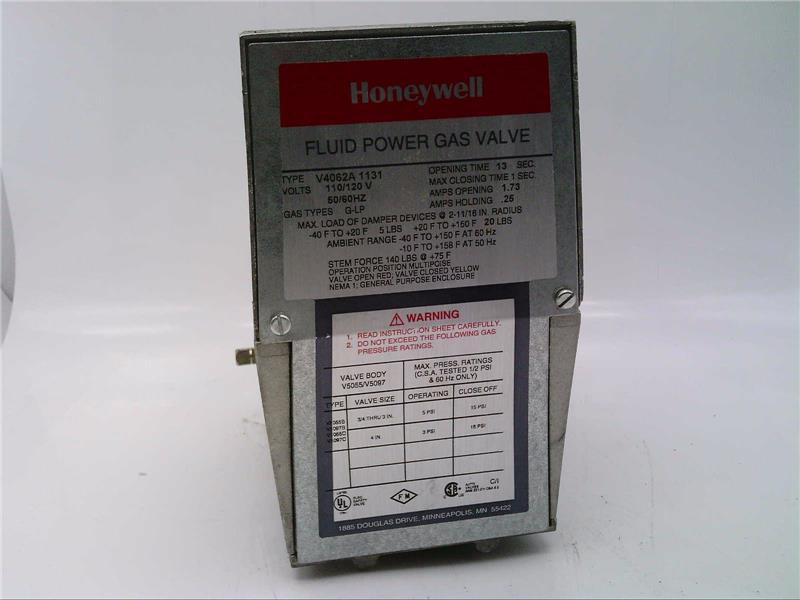 Honeywell
FLUID POWER GAS VALVE
TYPE V4062A 1131
VOLTS 110/120 V
50/60HZ
GAS TYPES G-LP
OPENING TIME 13 SEC.
MAX CLOSING TIME 1 SEC.
AMPS OPENING 1.73
AMPS HOLDING .25
MAX. LOAD OF DAMPER DEVICES @ 2-11/16 IN. RADIUS
-40 F TO +20 F 5 LBS +20 F TO +150 F 20 LBS
AMBIENT RANGE -40 F TO +150 F AT 60 Hz
-10 F TO +158 F AT 50 Hz
STEM FORCE 140 LBS @ +75 F
OPERATION POSITION MULTIPOISE
VALVE OPEN RED; VALVE CLOSED YELLOW
NEMA 1; GENERAL PURPOSE ENCLOSURE
WARNING
1. READ INSTRUCTION SHEET CAREFULLY.
2. DO NOT EXCEED THE FOLLOWING GAS
PRESSURE RATINGS.
VALVE BODY
V5055/V5097
MAX. PRESS. RATINGS
(C.S.A. TESTED 1/2 PSI
& 60 Hz ONLY)
TYPE VALVE SIZE OPERATING CLOSE OFF
3/4 THRU 3 IN. 5 PSI 15 PSI
4 IN. 3 PSI
UL
FM
C/I
1885 DOUGLAS DRIVE, MINNEAPOLIS, MN 55422